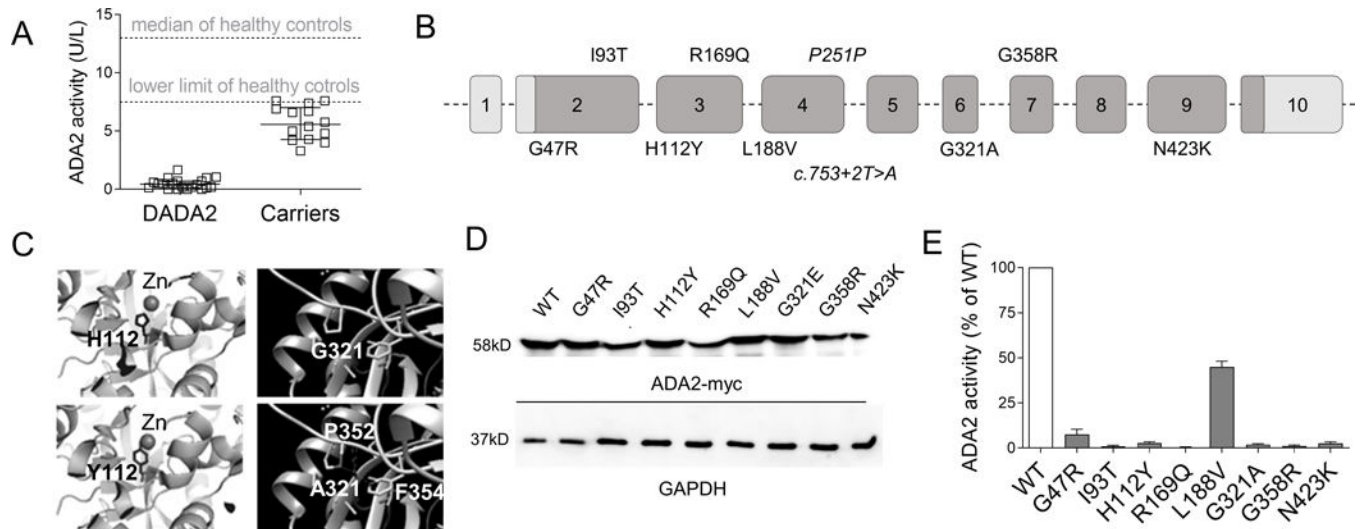 A
ADA2 activity (U/L)
15
10
5
0
median of healthy controls
lower limit of healthy cotrols
DADA2
Carriers
B
I93T
R169Q
P251P
G358R
1 2 3 4 5 6 7 8 9 10
G47R
H112Y
L188V
G321A
N423K
c.753+2T>A
C
Zn
H112
G321
Zn
Y112
P352
A321
F354
D
WT G47R I93T H112Y R169Q L188V G321E G358R N423K
58kD
ADA2-myc
37kD
GAPDH
E
ADA2 activity (% of WT)
100
75
50
25
0
WT G47R I93T H112Y R169Q L188V G321A G358R N423K